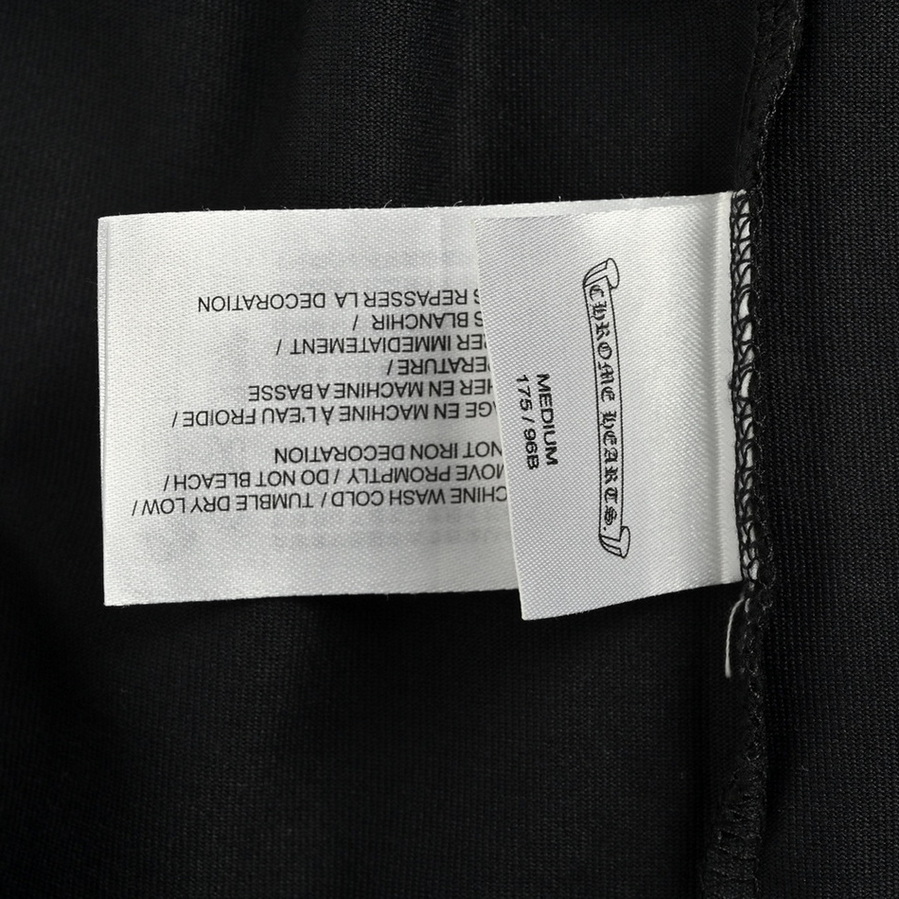 CHROME HEARTS.
MEDIUM
175 / 96B
CHINE WASH COLD / TUMBLE DRY LOW /
MOVE PROMPTLY / DO NOT BLEACH /
NOT IRON DECORATION
AGE EN MACHINE À L'EAU FROIDE /
HER EN MACHINE A BASSE
PERATURE /
ER IMMEDIATEMENT /
S BLANCHIR /
S REPASSER LA DECORATION